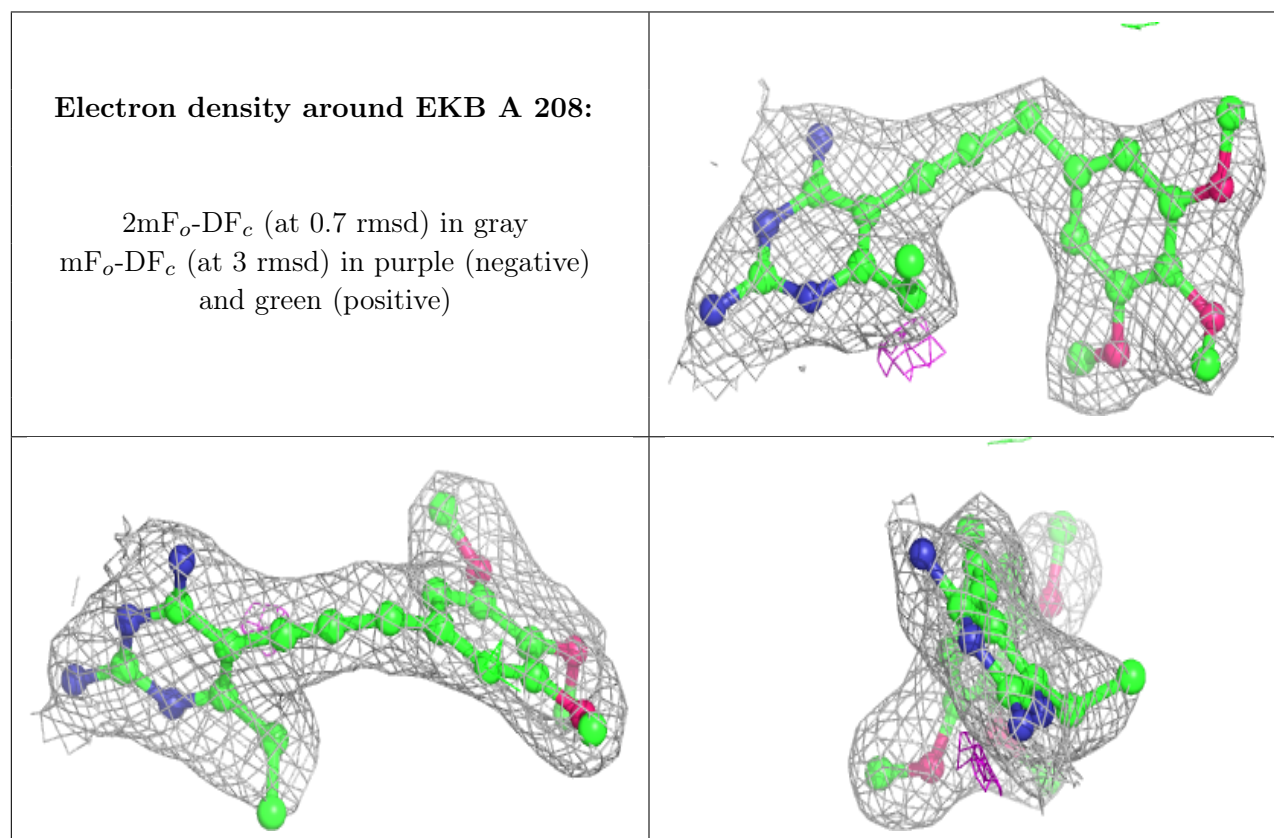 Electron density around EKB A 208:
2mFₒ-DF𝒸 (at 0.7 rmsd) in gray
mFₒ-DF𝒸 (at 3 rmsd) in purple (negative)
and green (positive)